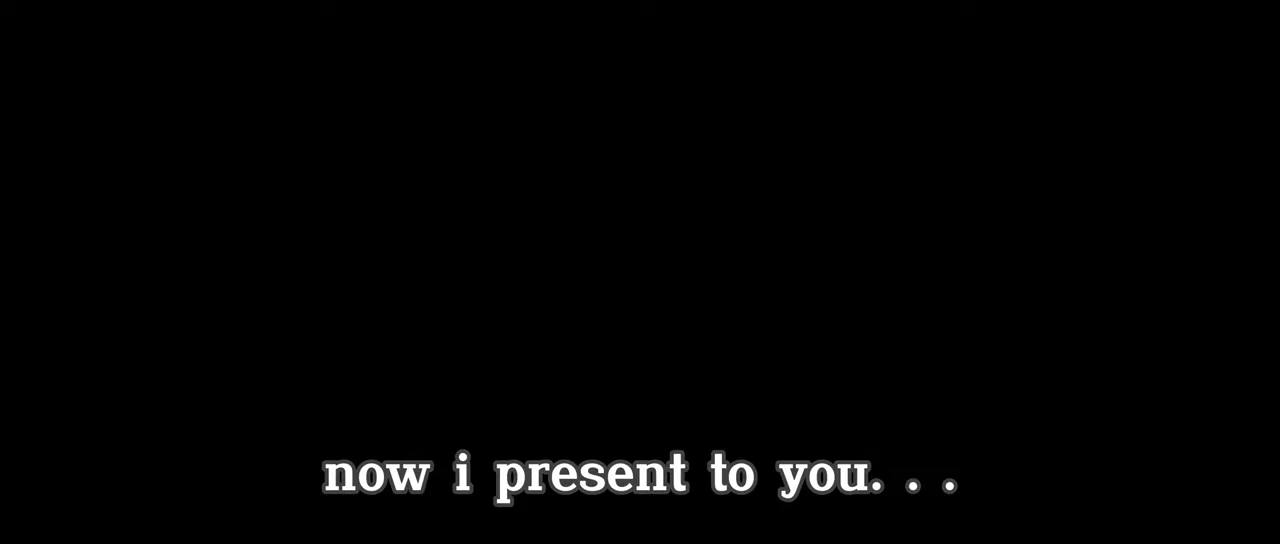 now i present to you. . .